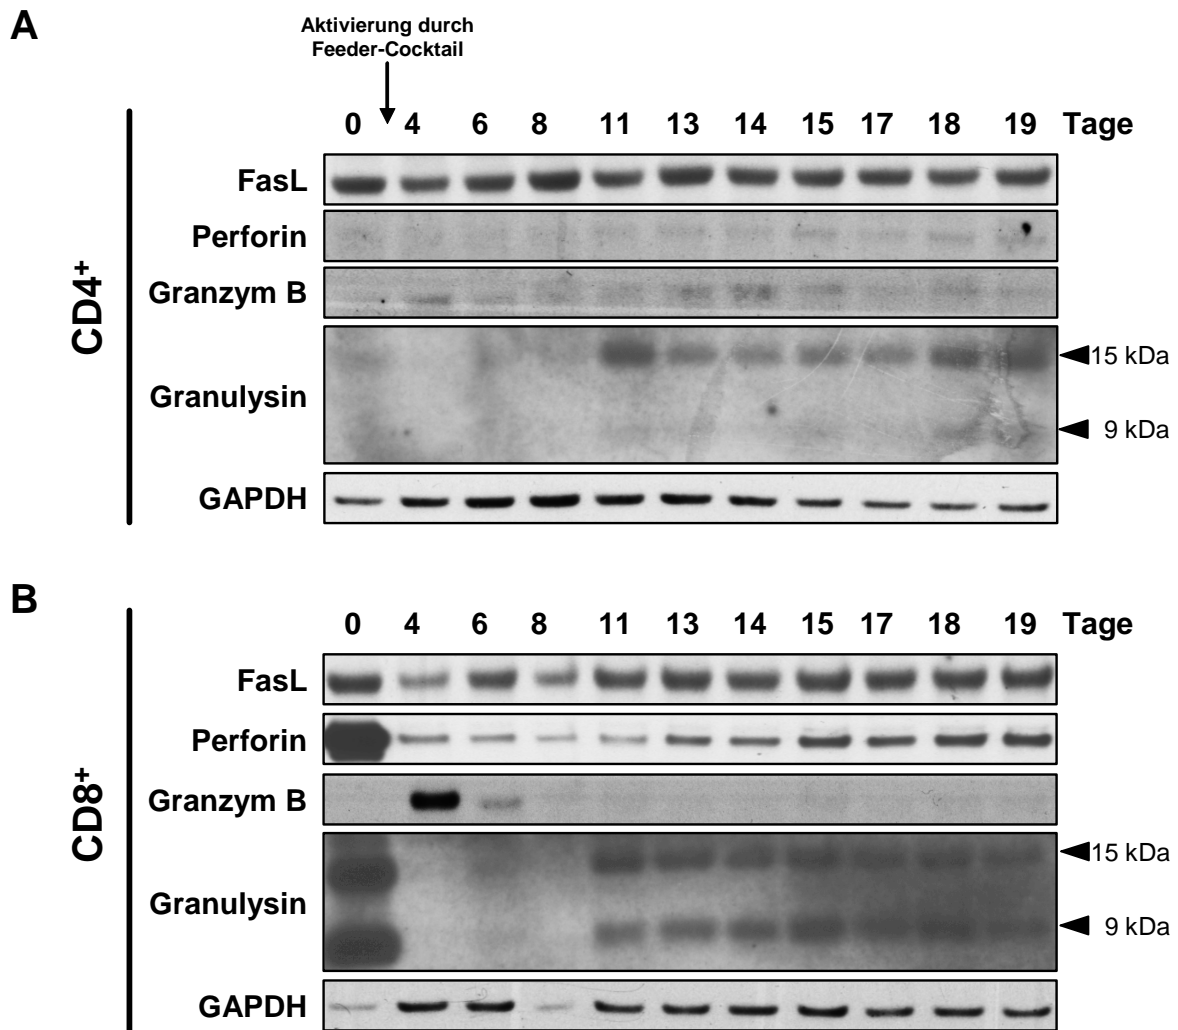 A
Aktivierung durch
Feeder-Cocktail
0 4 6 8 11 13 14 15 17 18 19 Tage
CD4+
FasL
Perforin
Granzym B
Granulysin
15 kDa
9 kDa
GAPDH
B
0 4 6 8 11 13 14 15 17 18 19 Tage
CD8+
FasL
Perforin
Granzym B
Granulysin
15 kDa
9 kDa
GAPDH